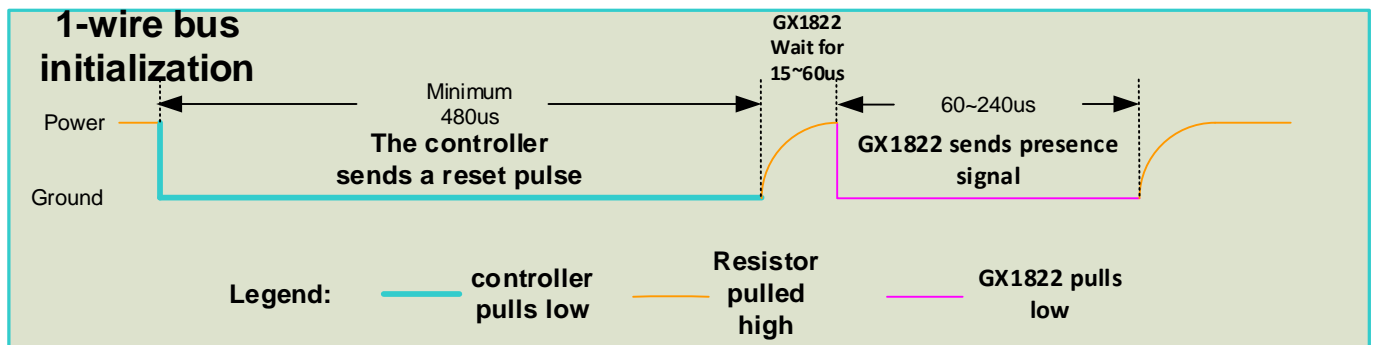 1-wire bus
initialization
GX1822
Wait for
15~60us
Minimum
480us
60~240us
Power
The controller
sends a reset pulse
GX1822 sends presence
signal
Ground
Legend:
controller
pulls low
Resistor
pulled
high
GX1822 pulls
low